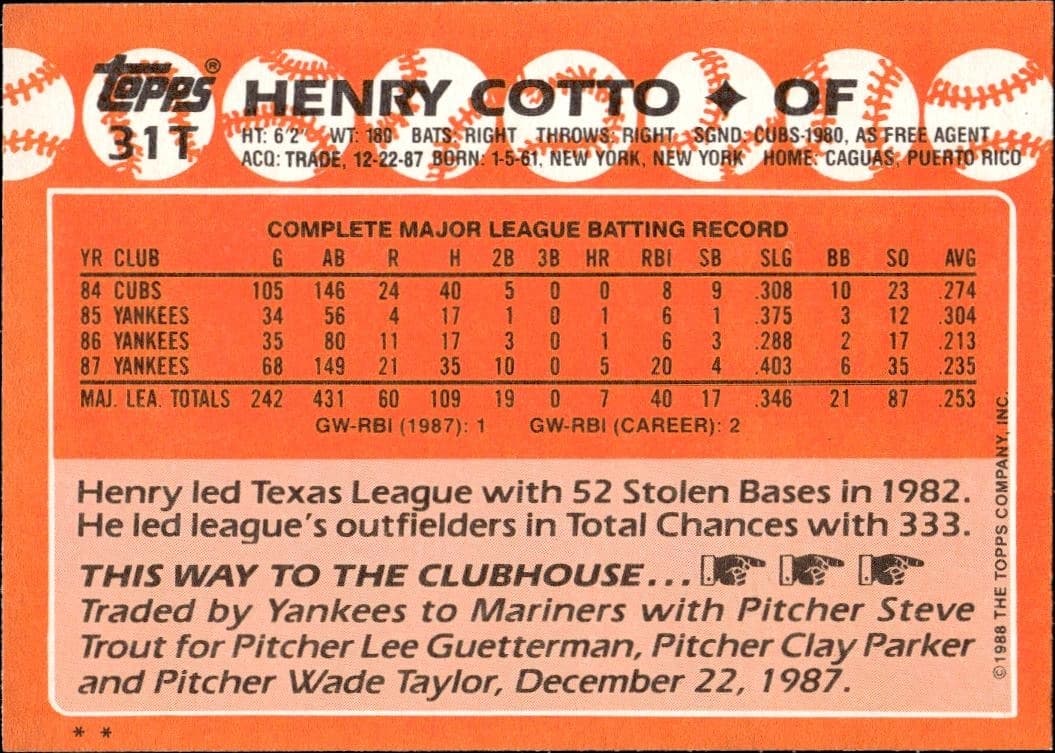 topps® HENRY COTTO ✦ OF
31T
HT: 6'2" WT: 180 BATS: RIGHT THROWS: RIGHT SGND: CUBS-1980, AS FREE AGENT
ACQ: TRADE, 12-22-87 BORN: 1-5-61, NEW YORK, NEW YORK HOME: CAGUAS, PUERTO RICO
COMPLETE MAJOR LEAGUE BATTING RECORD
YR CLUB G AB R H 2B 3B HR RBI SB SLG BB SO AVG
84 CUBS 105 146 24 40 5 0 0 8 9 .308 10 23 .274
85 YANKEES 34 56 4 17 1 0 1 6 1 .375 3 12 .304
86 YANKEES 35 80 11 17 3 0 1 6 3 .288 2 17 .213
87 YANKEES 68 149 21 35 10 0 5 20 4 .403 6 35 .235
MAJ. LEA. TOTALS 242 431 60 109 19 0 7 40 17 .346 21 87 .253
GW-RBI (1987): 1 GW-RBI (CAREER): 2
Henry led Texas League with 52 Stolen Bases in 1982.
He led league's outfielders in Total Chances with 333.
THIS WAY TO THE CLUBHOUSE...
Traded by Yankees to Mariners with Pitcher Steve
Trout for Pitcher Lee Guetterman, Pitcher Clay Parker
and Pitcher Wade Taylor, December 22, 1987.
©1988 THE TOPPS COMPANY, INC.
* *